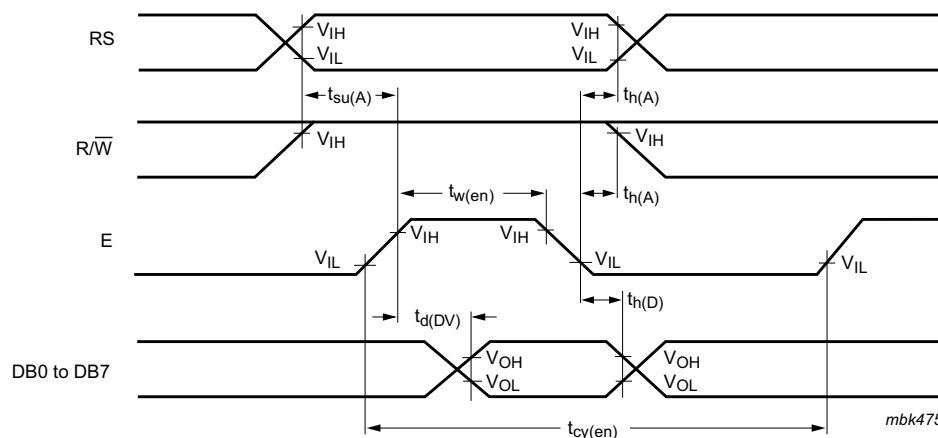 RS
VIH
VIL
VIH
VIL
tsu(A)
th(A)
R/W̅
VIH
VIH
tw(en)
th(A)
E
VIL
VIH
VIH
VIL
VIL
td(DV)
th(D)
DB0 to DB7
VOH
VOL
VOH
VOL
tcy(en)
mbk475